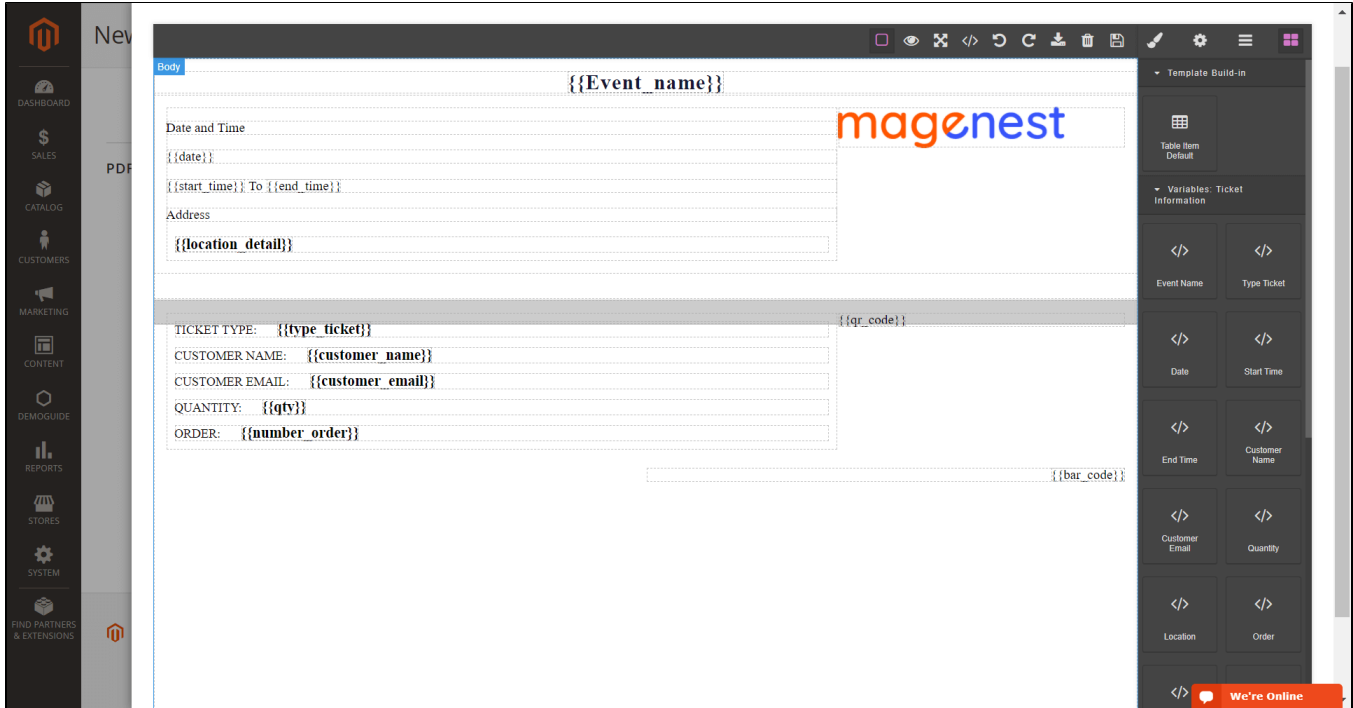 New
DASHBOARD
SALES
CATALOG
CUSTOMERS
MARKETING
CONTENT
DEMOGUIDE
REPORTS
STORES
SYSTEM
FIND PARTNERS
& EXTENSIONS
PDF
Body
{{Event_name}}
Date and Time
{{date}}
{{start_time}} To {{end_time}}
Address
{{location_detail}}
magenest
TICKET TYPE: {{type_ticket}}
CUSTOMER NAME: {{customer_name}}
CUSTOMER EMAIL: {{customer_email}}
QUANTITY: {{qty}}
ORDER: {{number_order}}
{{qr_code}}
{{bar_code}}
Template Build-in
Table Item
Default
Variables: Ticket
Information
Event Name
Type Ticket
Date
Start Time
End Time
Customer
Name
Customer
Email
Quantity
Location
Order
We're Online